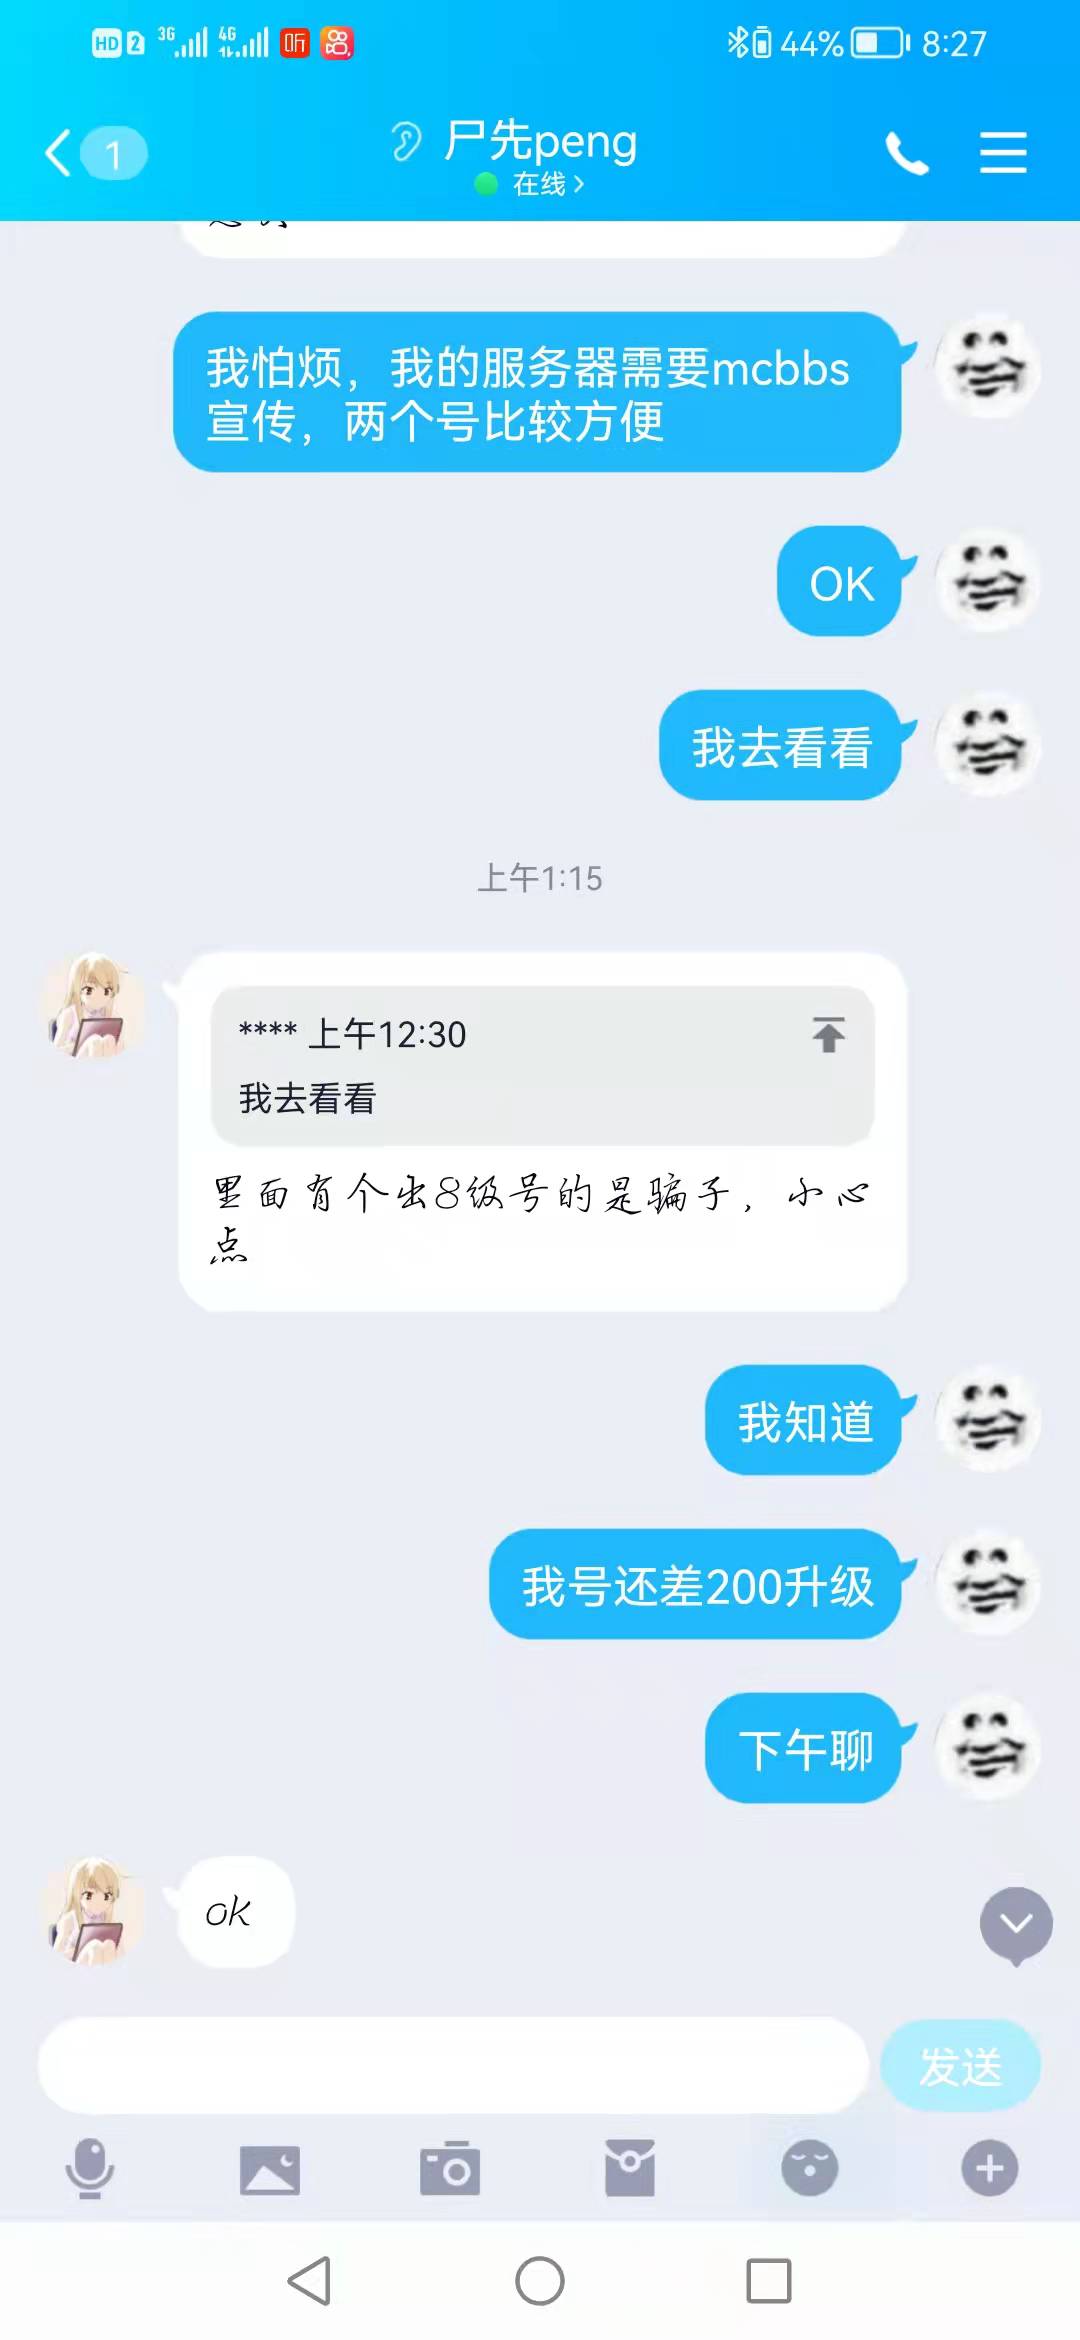 HD 2 3G 4G 听 44% 8:27
1
尸先peng
在线
我怕烦，我的服务器需要mcbbs
宣传，两个号比较方便
OK
我去看看
上午1:15
**** 上午12:30
我去看看
里面有个出8级号的是骗子，小心
点
我知道
我号还差200升级
下午聊
ok
发送